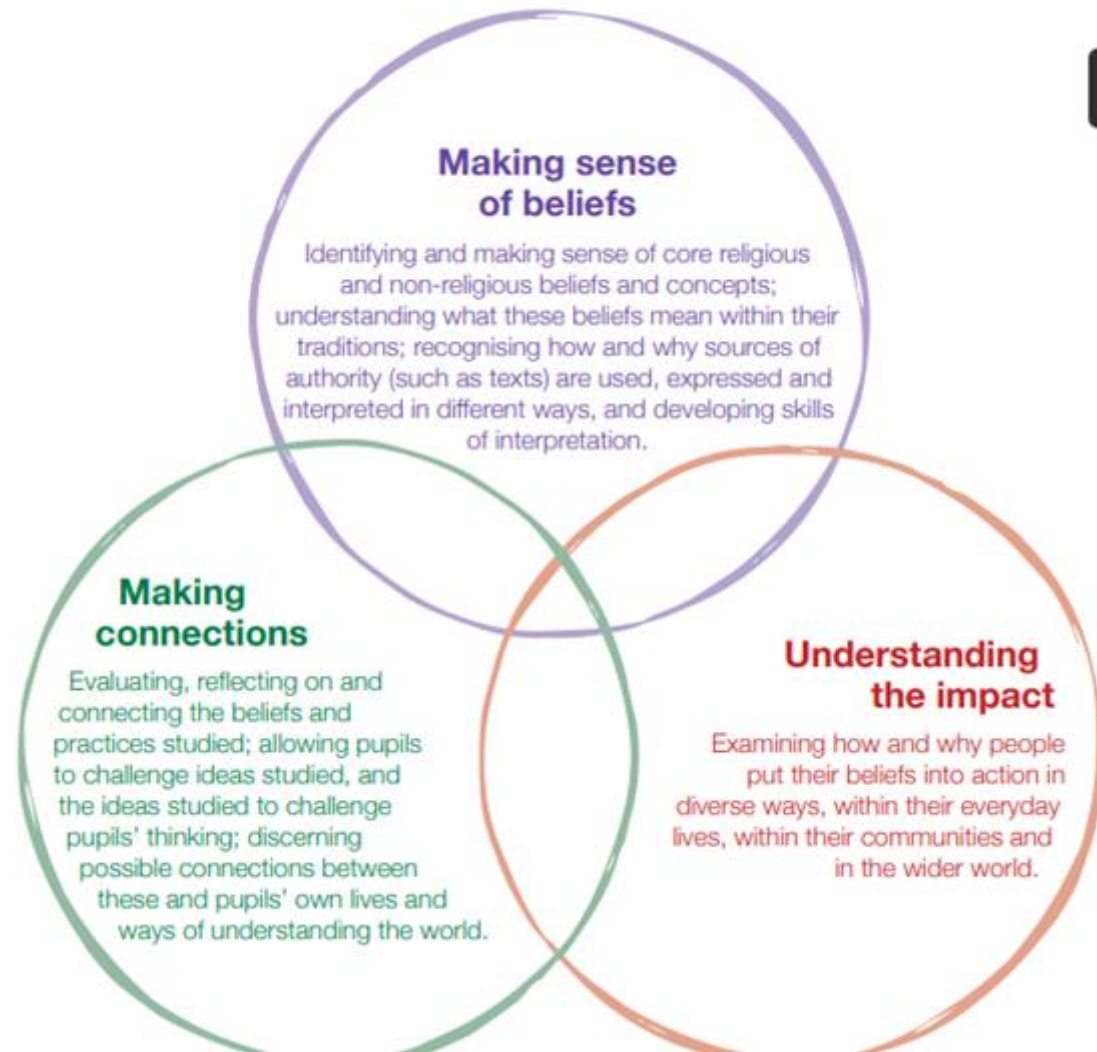 Making sense
of beliefs
Identifying and making sense of core religious
and non-religious beliefs and concepts;
understanding what these beliefs mean within their
traditions; recognising how and why sources of
authority (such as texts) are used, expressed and
interpreted in different ways, and developing skills
of interpretation.
Making
connections
Evaluating, reflecting on and
connecting the beliefs and
practices studied; allowing pupils
to challenge ideas studied, and
the ideas studied to challenge
pupils' thinking; discerning
possible connections between
these and pupils' own lives and
ways of understanding the world.
Understanding
the impact
Examining how and why people
put their beliefs into action in
diverse ways, within their everyday
lives, within their communities and
in the wider world.